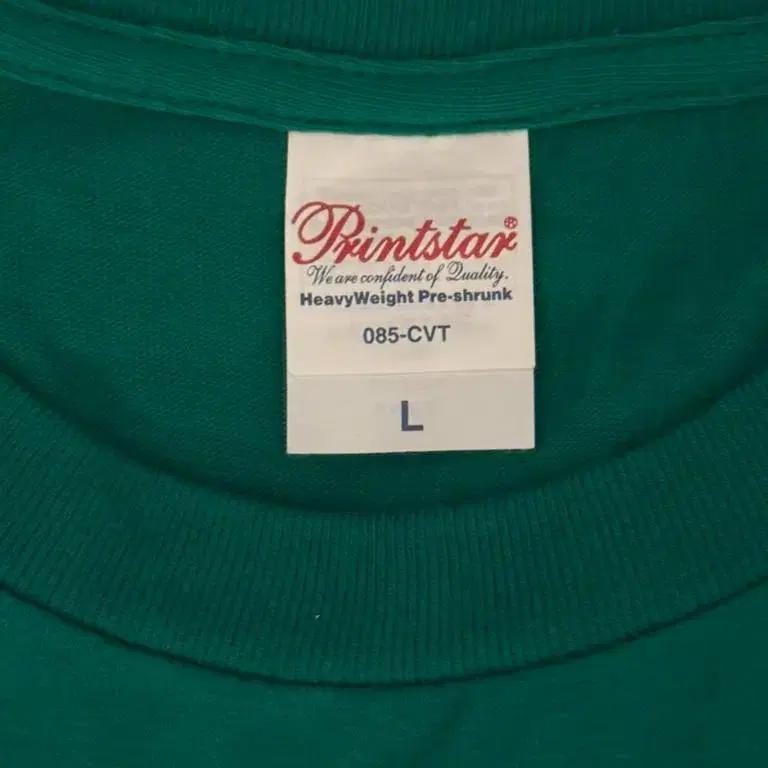 Printstar®
We are confident of Quality.
HeavyWeight Pre-shrunk
085-CVT
L